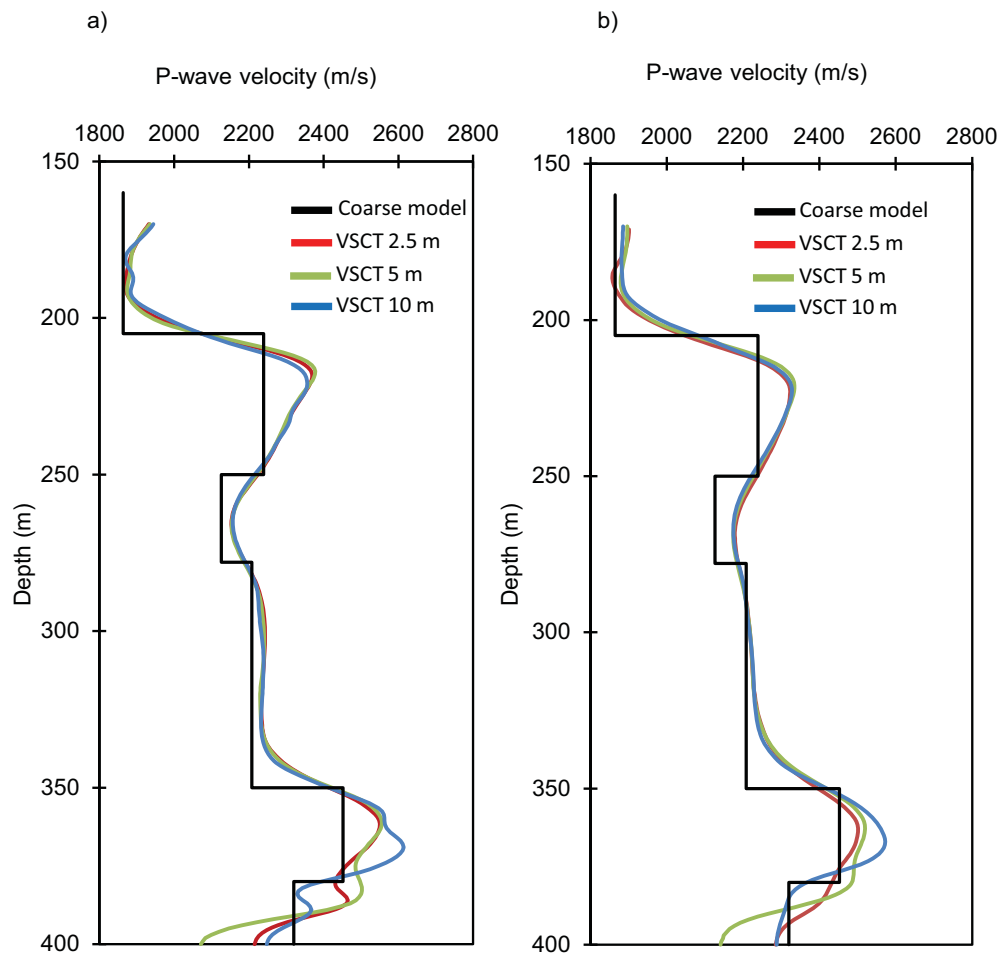 a)
P-wave velocity (m/s)
1800 2000 2200 2400 2600 2800
150
200
250
300
350
400
Depth (m)
Coarse model
VSCT 2.5 m
VSCT 5 m
VSCT 10 m
b)
P-wave velocity (m/s)
1800 2000 2200 2400 2600 2800
150
200
250
300
350
400
Depth (m)
Coarse model
VSCT 2.5 m
VSCT 5 m
VSCT 10 m